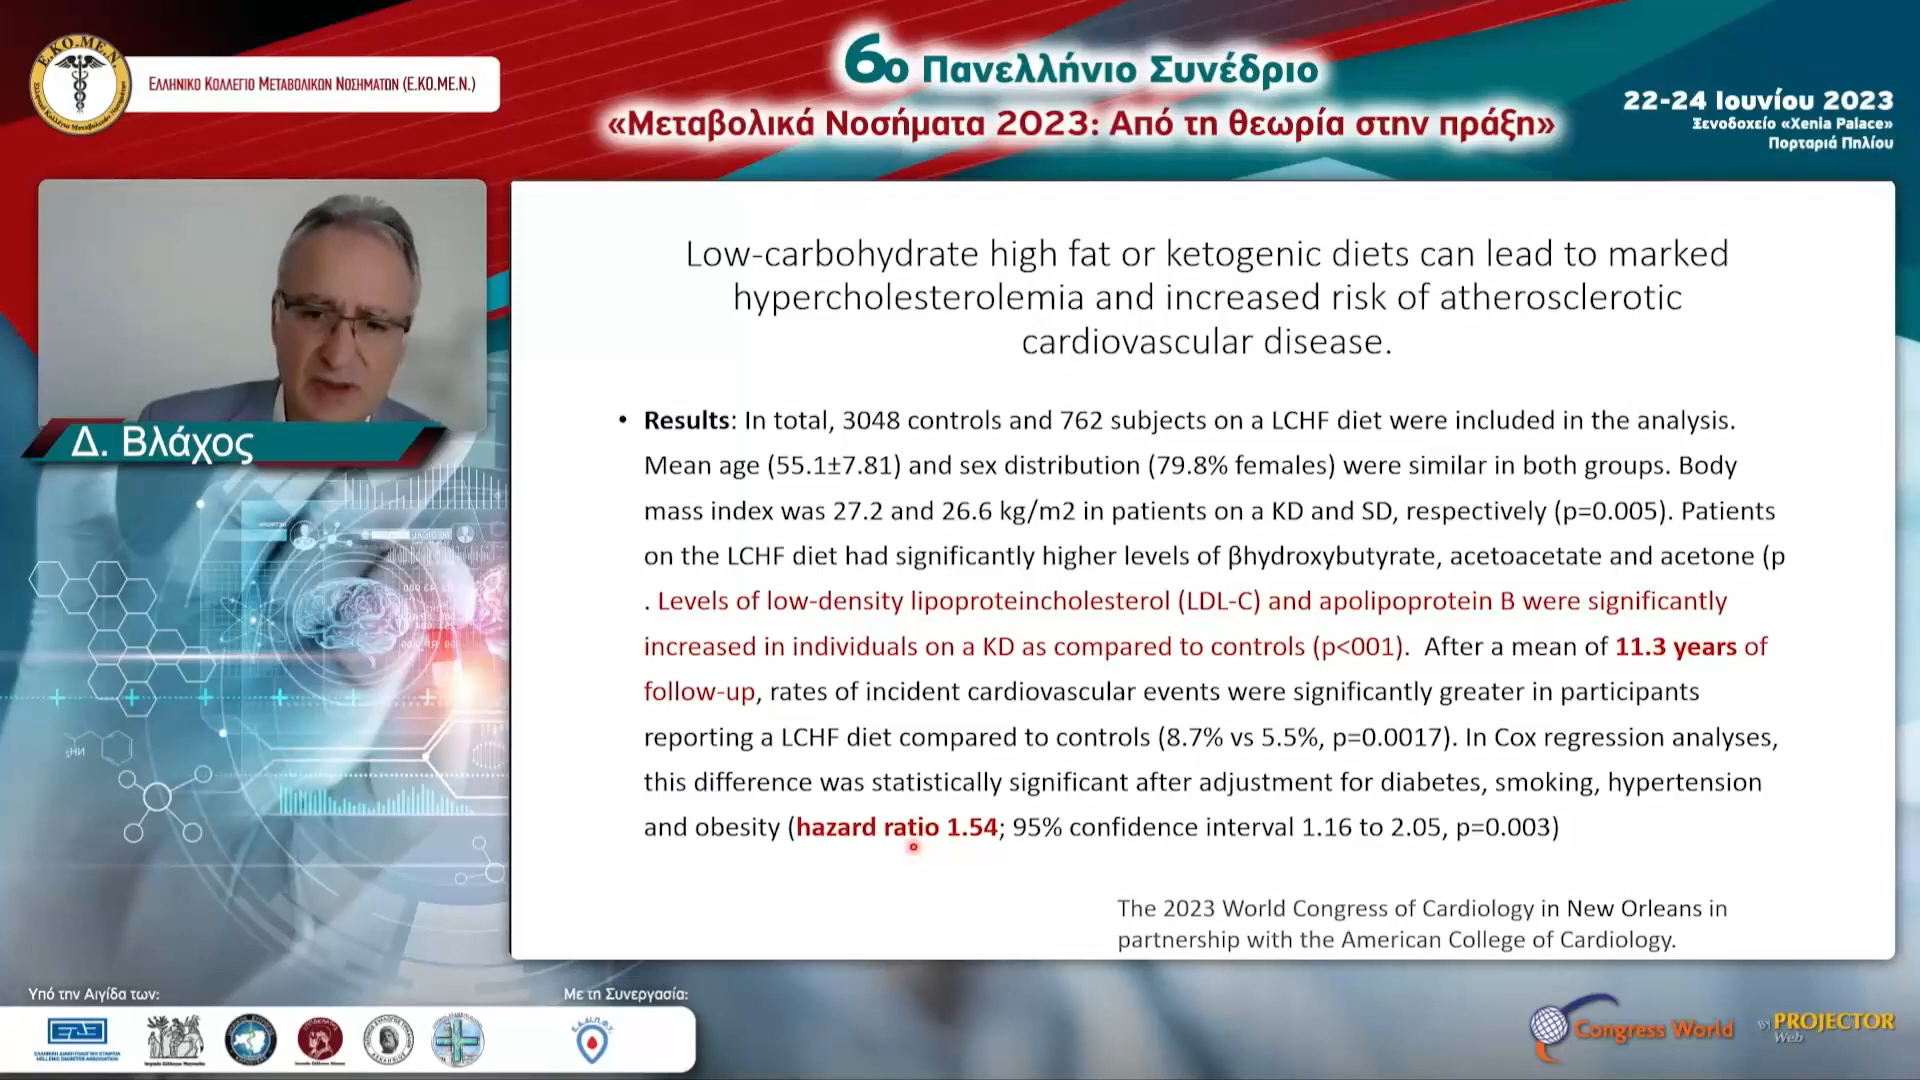 Ε.ΚΟ.ΜΕ.Ν.
ΕΛΛΗΝΙΚΟ ΚΟΛΛΕΓΙΟ ΜΕΤΑΒΟΛΙΚΩΝ ΝΟΣΗΜΑΤΩΝ (Ε.ΚΟ.ΜΕ.Ν.)
6ο Πανελλήνιο Συνέδριο
«Μεταβολικά Νοσήματα 2023: Από τη θεωρία στην πράξη»
22-24 Ιουνίου 2023
Ξενοδοχείο «Xenia Palace»
Πορταριά Πηλίου
Δ. Βλάχος
Low-carbohydrate high fat or ketogenic diets can lead to marked
hypercholesterolemia and increased risk of atherosclerotic
cardiovascular disease.
• Results: In total, 3048 controls and 762 subjects on a LCHF diet were included in the analysis.
Mean age (55.1±7.81) and sex distribution (79.8% females) were similar in both groups. Body
mass index was 27.2 and 26.6 kg/m2 in patients on a KD and SD, respectively (p=0.005). Patients
on the LCHF diet had significantly higher levels of βhydroxybutyrate, acetoacetate and acetone (p
. Levels of low-density lipoproteincholesterol (LDL-C) and apolipoprotein B were significantly
increased in individuals on a KD as compared to controls (p<001). After a mean of 11.3 years of
follow-up, rates of incident cardiovascular events were significantly greater in participants
reporting a LCHF diet compared to controls (8.7% vs 5.5%, p=0.0017). In Cox regression analyses,
this difference was statistically significant after adjustment for diabetes, smoking, hypertension
and obesity (hazard ratio 1.54; 95% confidence interval 1.16 to 2.05, p=0.003)
The 2023 World Congress of Cardiology in New Orleans in
partnership with the American College of Cardiology.
Υπό την Αιγίδα των:
Με τη Συνεργασία:
Congress World
BY PROJECTOR
Web